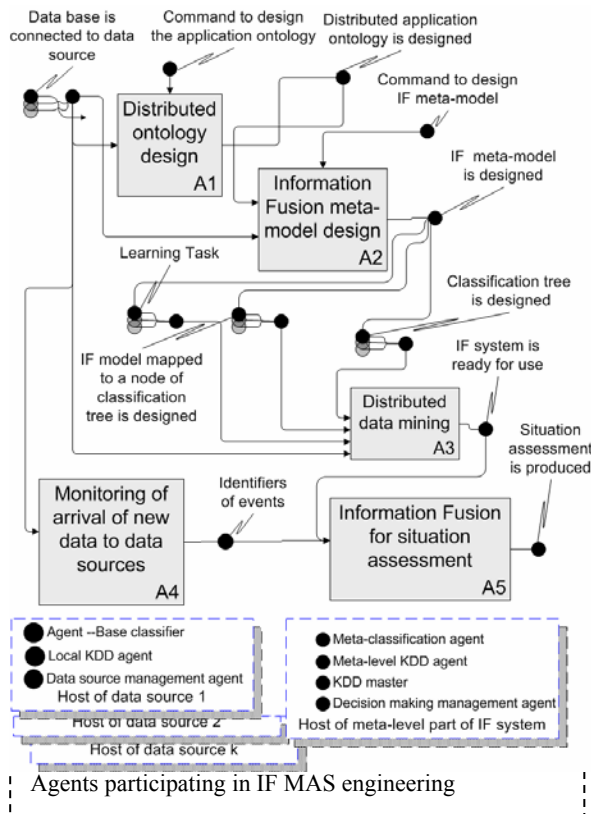 Data base is
connected to data
source
Command to design
the application ontology
Distributed application
ontology is designed
Command to design
IF meta-model
Distributed
ontology
design
A1
Information
Fusion meta-
model design
A2
IF meta-model
is designed
Learning Task
Classification tree
is designed
IF model mapped
to a node of
classification
tree is designed
IF system is
ready for use
Distributed
data mining
A3
Situation
assessment
is produced
Identifiers
of events
Monitoring of
arrival of new
data to data
sources
A4
Information Fusion
for situation
assessment
A5
Agent --Base classifier
Local KDD agent
Data source management agent
Host of data source 1
Host of data source 2
Host of data source k
Meta-classification agent
Meta-level KDD agent
KDD master
Decision making management agent
Host of meta-level part of IF system
Agents participating in IF MAS engineering